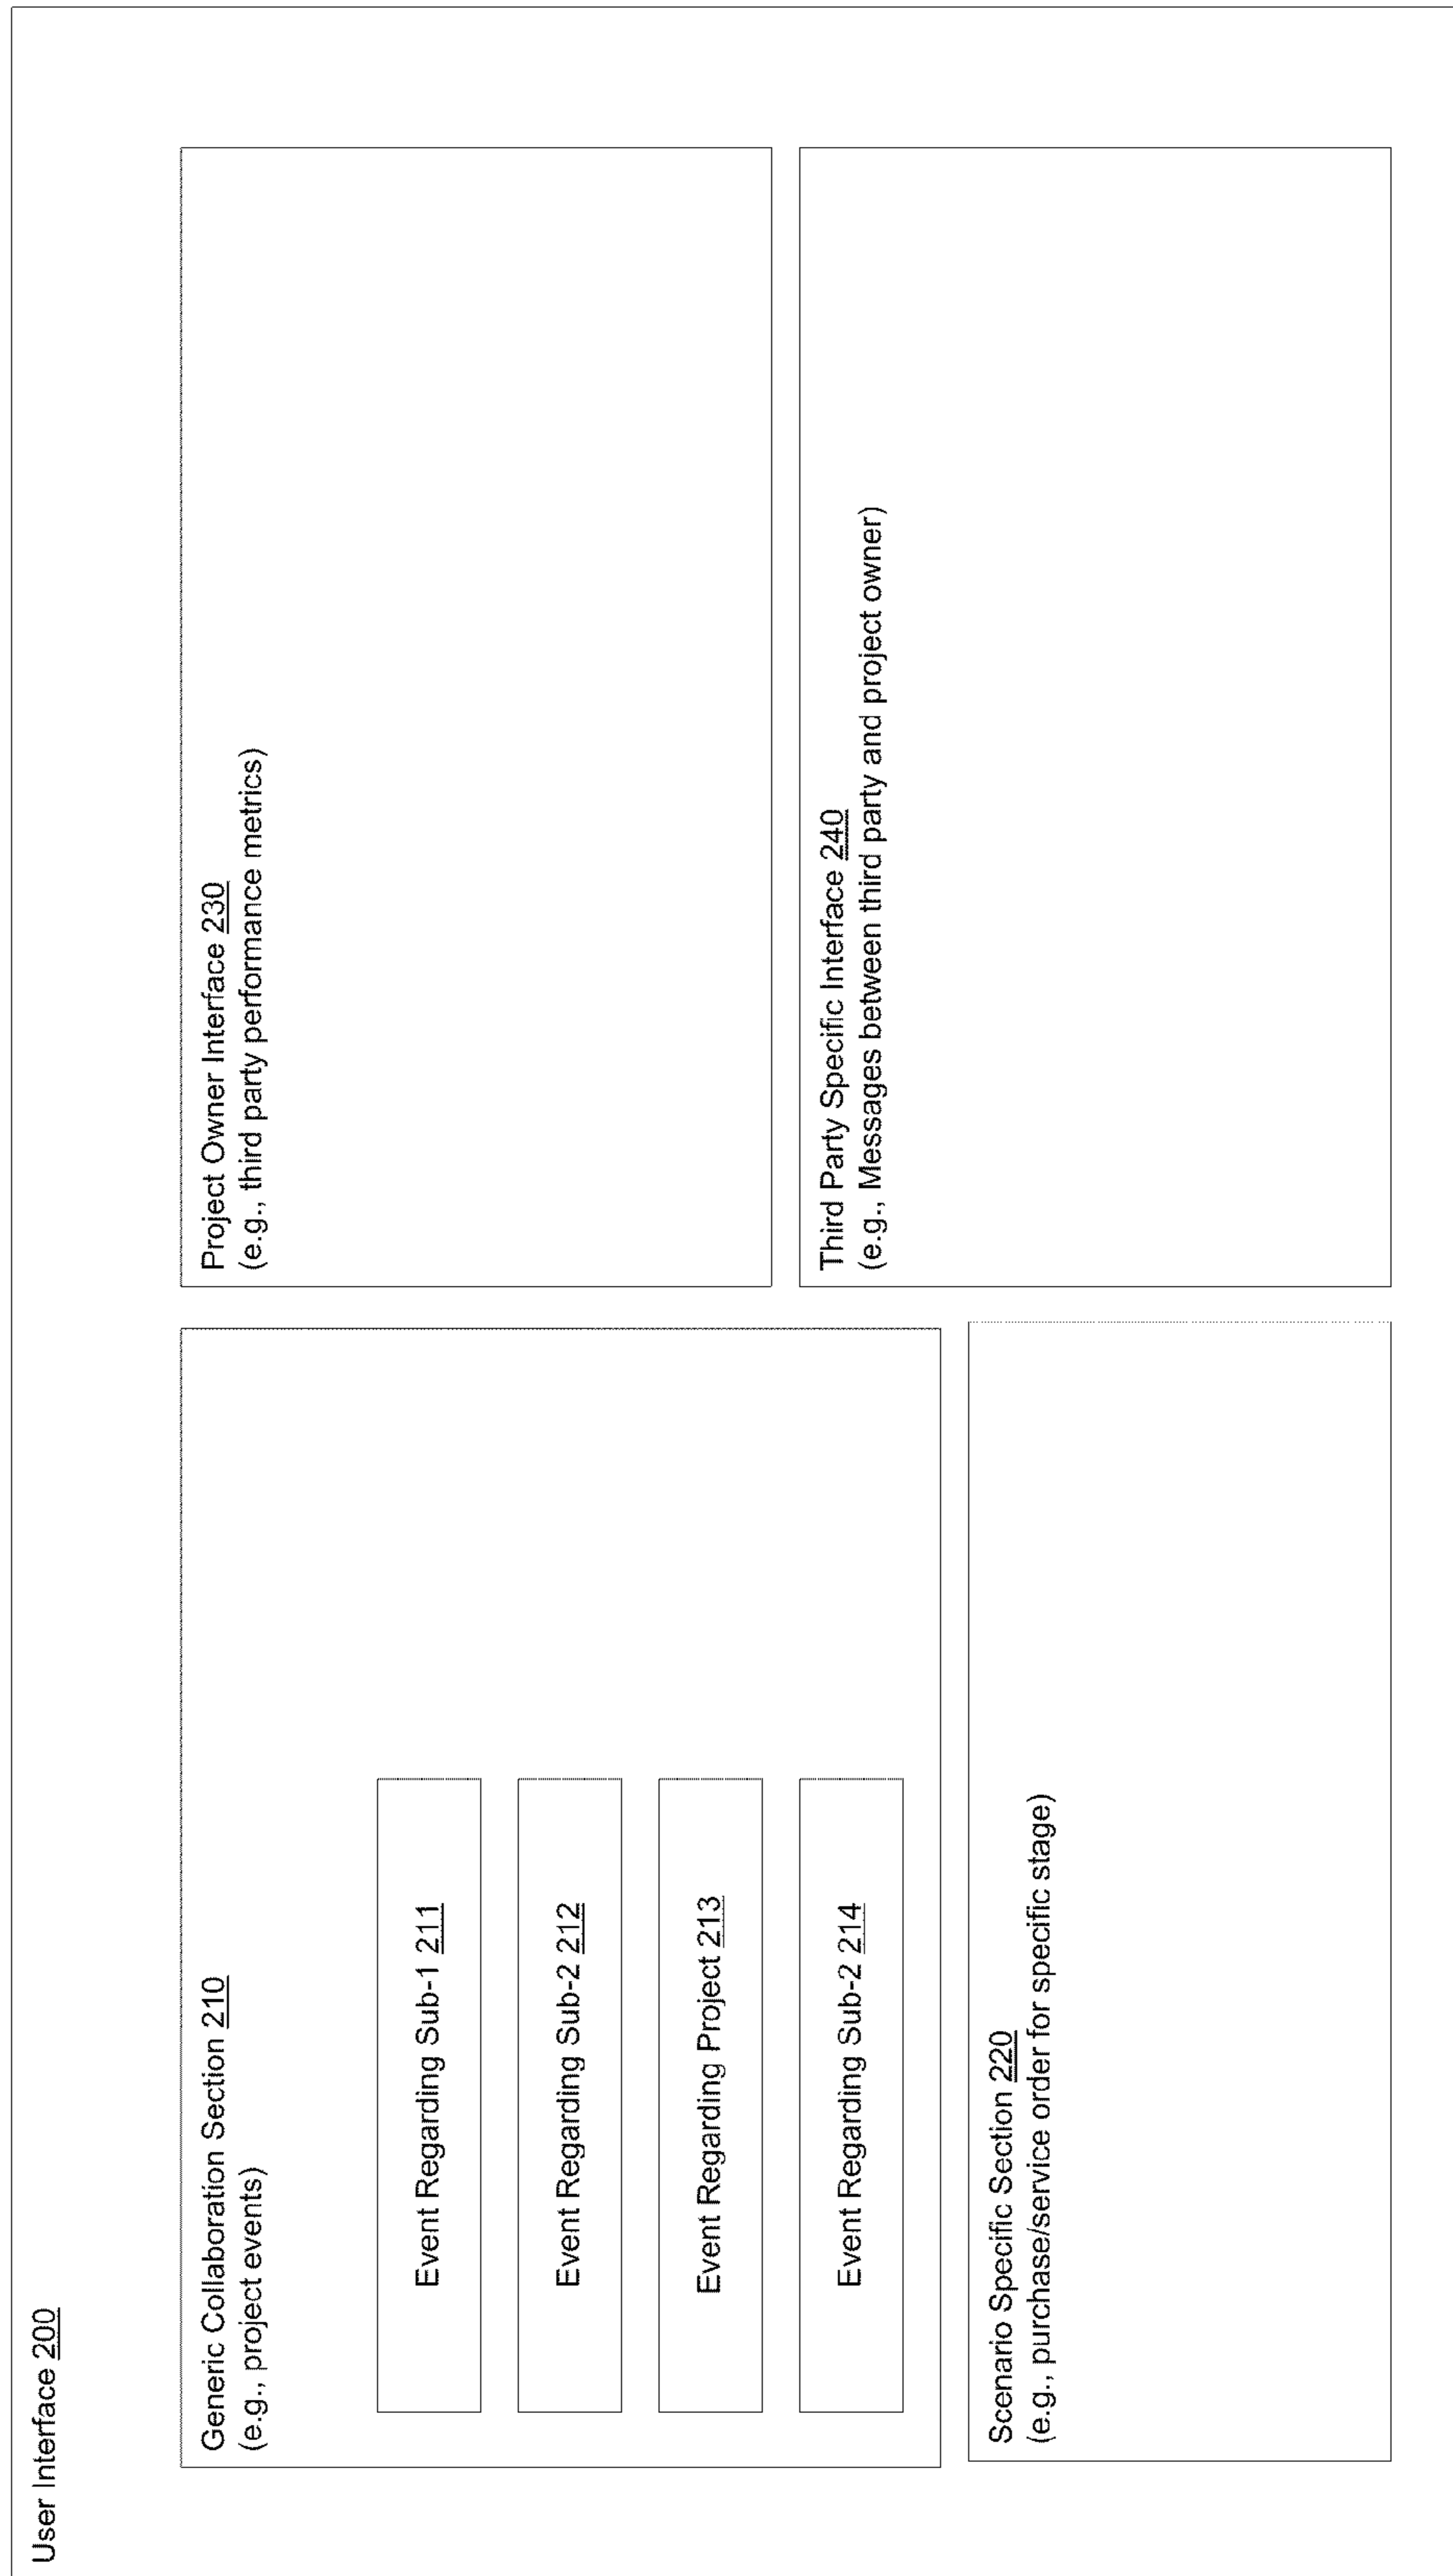 User Interface 200
Generic Collaboration Section 210
(e.g., project events)
Event Regarding Sub-1 211
Event Regarding Sub-2 212
Event Regarding Project 213
Event Regarding Sub-2 214
Scenario Specific Section 220
(e.g., purchase/service order for specific stage)
Project Owner Interface 230
(e.g., third party performance metrics)
Third Party Specific Interface 240
(e.g., Messages between third party and project owner)